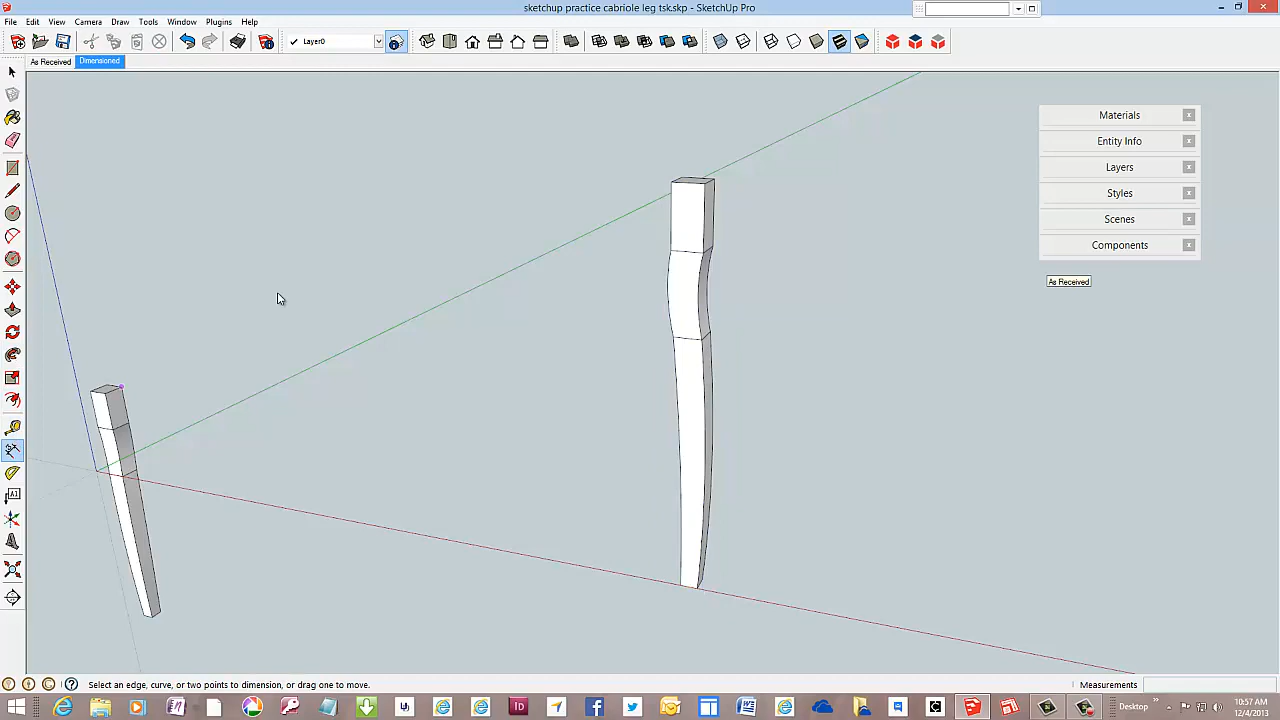 sketchup practice cabriole leg tsk.skp - SketchUp Pro
File Edit View Camera Draw Tools Window Plugins Help
Layer0
As Received Dimensioned
Materials
Entity Info
Layers
Styles
Scenes
Components
As Received
A1
Select an edge, curve, or two points to dimension, or drag one to move.
Measurements
Desktop
10:57 AM
12/4/2013